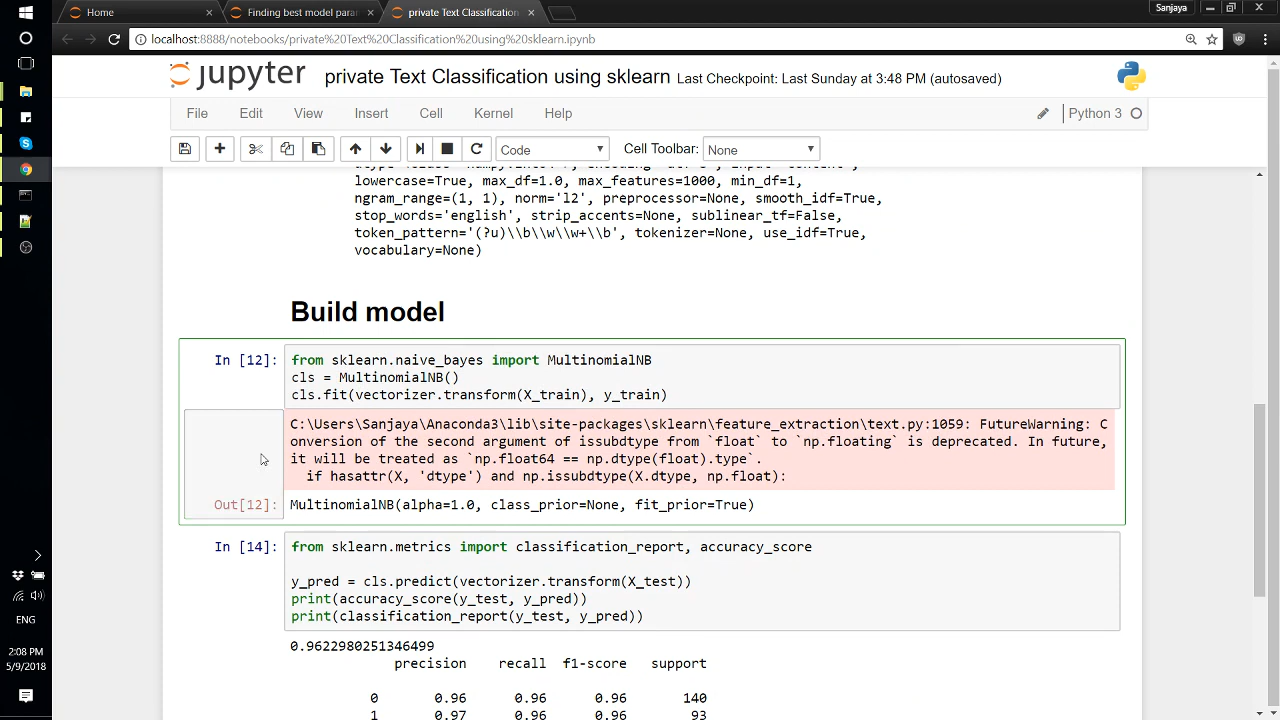 Home
Finding best model para
private Text Classification
Sanjaya
localhost:8888/notebooks/private%20Text%20Classification%20using%20sklearn.ipynb
jupyter private Text Classification using sklearn Last Checkpoint: Last Sunday at 3:48 PM (autosaved)
File Edit View Insert Cell Kernel Help Python 3
Code Cell Toolbar: None
lowercase=True, max_df=1.0, max_features=1000, min_df=1,
ngram_range=(1, 1), norm='l2', preprocessor=None, smooth_idf=True,
stop_words='english', strip_accents=None, sublinear_tf=False,
token_pattern='(?u)\\b\\w\\w+\\b', tokenizer=None, use_idf=True,
vocabulary=None)
Build model
In [12]: from sklearn.naive_bayes import MultinomialNB
cls = MultinomialNB()
cls.fit(vectorizer.transform(X_train), y_train)
C:\Users\Sanjaya\Anaconda3\lib\site-packages\sklearn\feature_extraction\text.py:1059: FutureWarning: C
onversion of the second argument of issubdtype from `float` to `np.floating` is deprecated. In future,
it will be treated as `np.float64 == np.dtype(float).type`.
if hasattr(X, 'dtype') and np.issubdtype(X.dtype, np.float):
Out[12]: MultinomialNB(alpha=1.0, class_prior=None, fit_prior=True)
In [14]: from sklearn.metrics import classification_report, accuracy_score
y_pred = cls.predict(vectorizer.transform(X_test))
print(accuracy_score(y_test, y_pred))
print(classification_report(y_test, y_pred))
0.9622980251346499
precision recall f1-score support
0 0.96 0.96 0.96 140
1 0.97 0.96 0.96 93
ENG
2:08 PM
5/9/2018